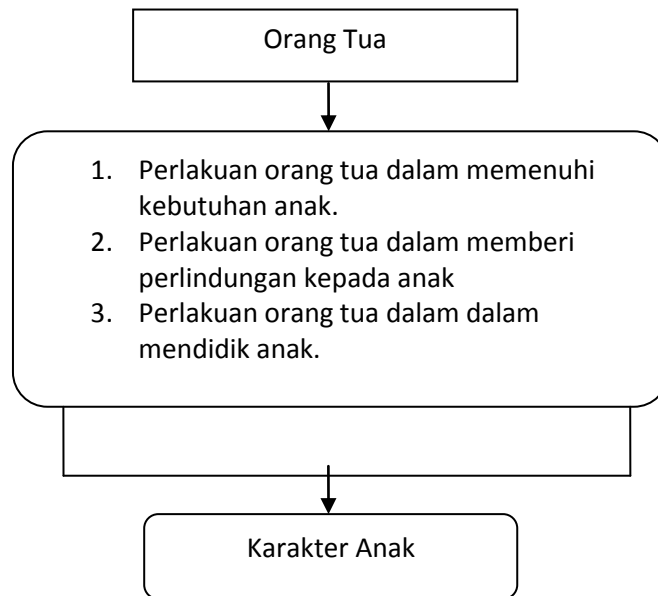 Orang Tua
1. Perlakuan orang tua dalam memenuhi
kebutuhan anak.
2. Perlakuan orang tua dalam memberi
perlindungan kepada anak
3. Perlakuan orang tua dalam dalam
mendidik anak.
Karakter Anak